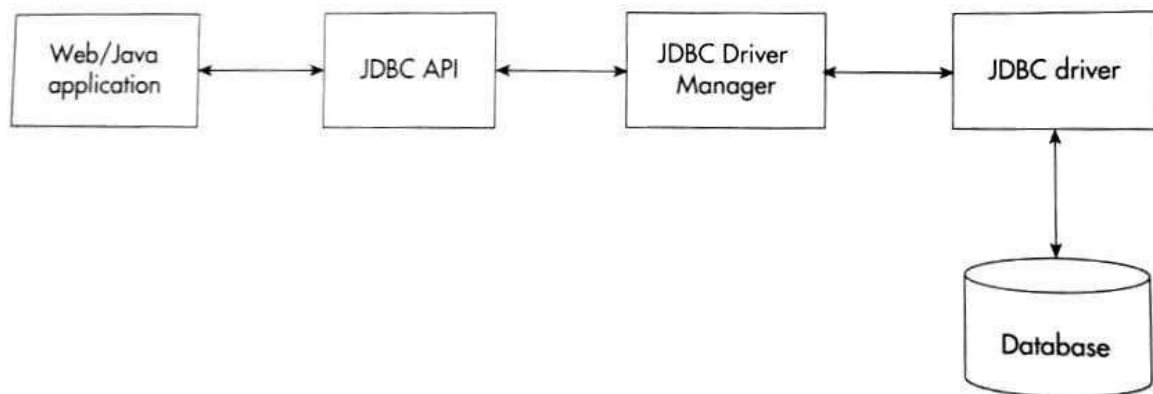 Web/Java
application
JDBC API
JDBC Driver
Manager
JDBC driver
Database